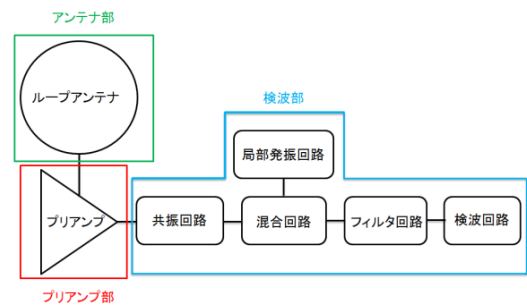 アンテナ部
ループアンテナ
検波部
局部発振回路
プリアンプ
共振回路
混合回路
フィルタ回路
検波回路
プリアンプ部